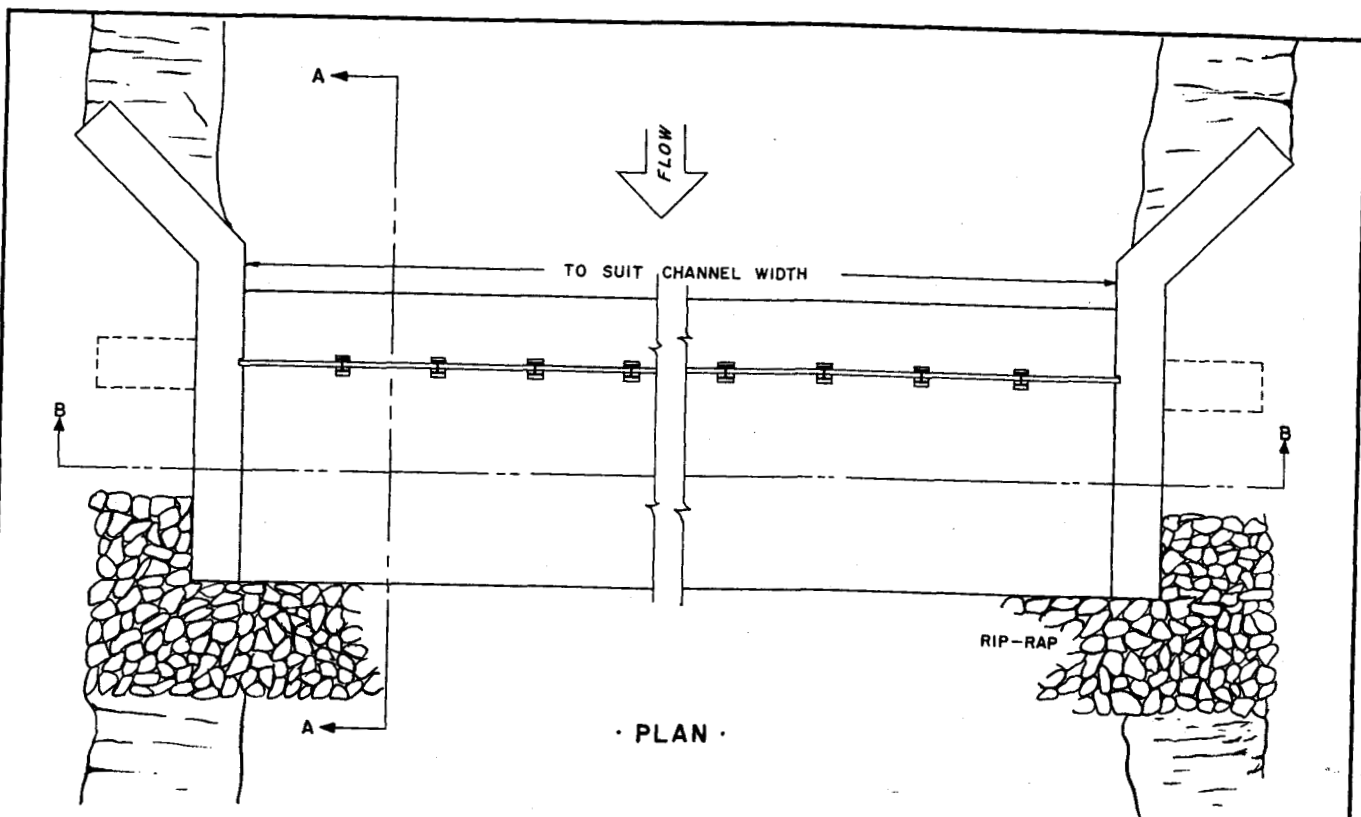 A
FLOW
TO SUIT CHANNEL WIDTH
B
B
RIP-RAP
A
· PLAN ·